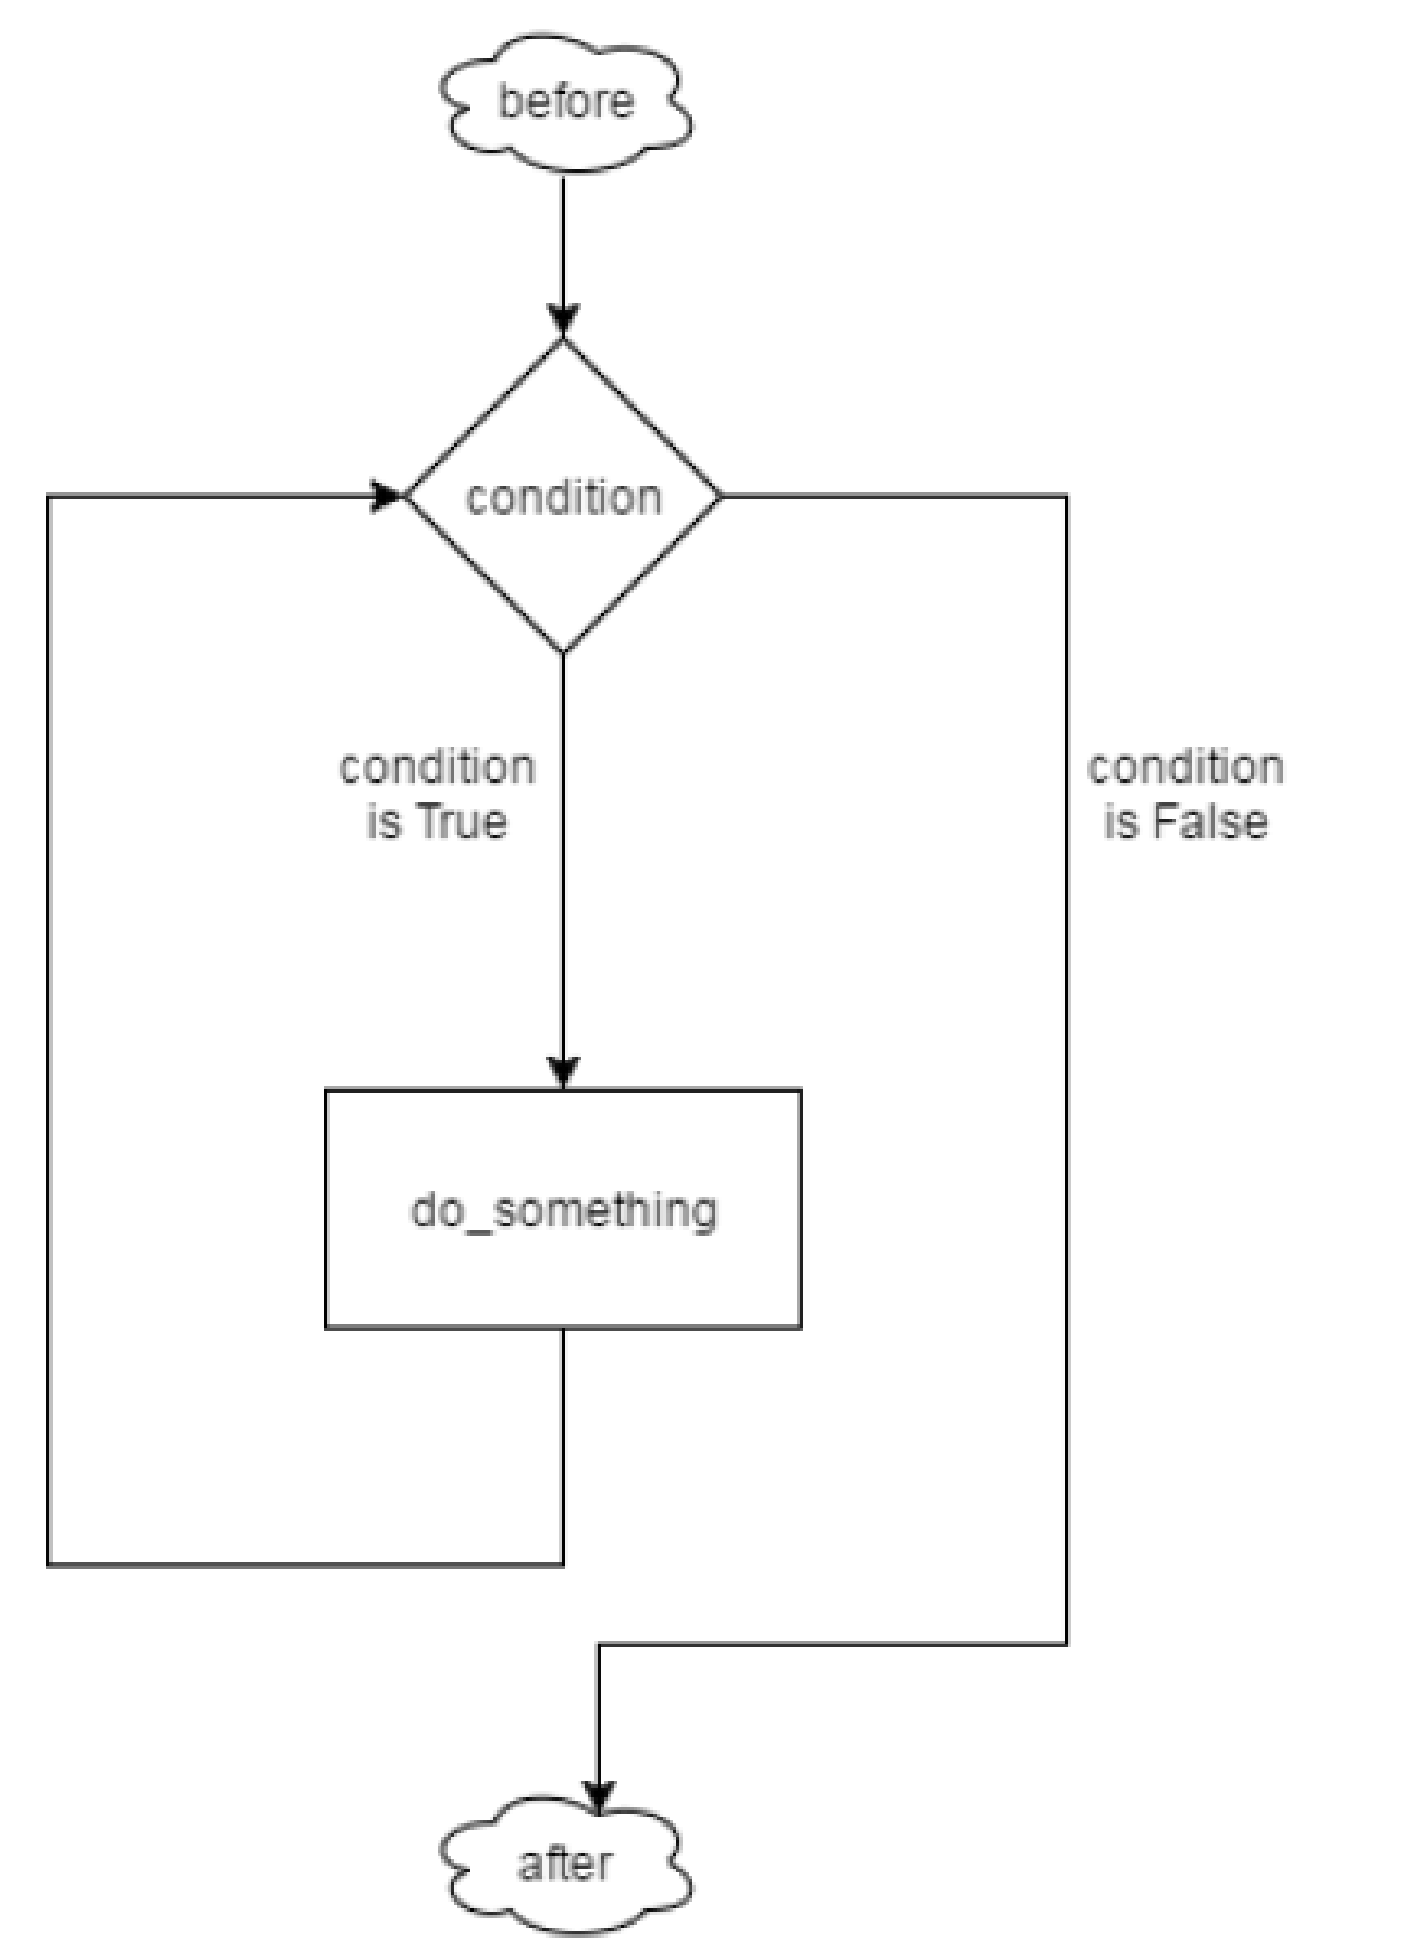 before
condition
condition
is True
condition
is False
do_something
after